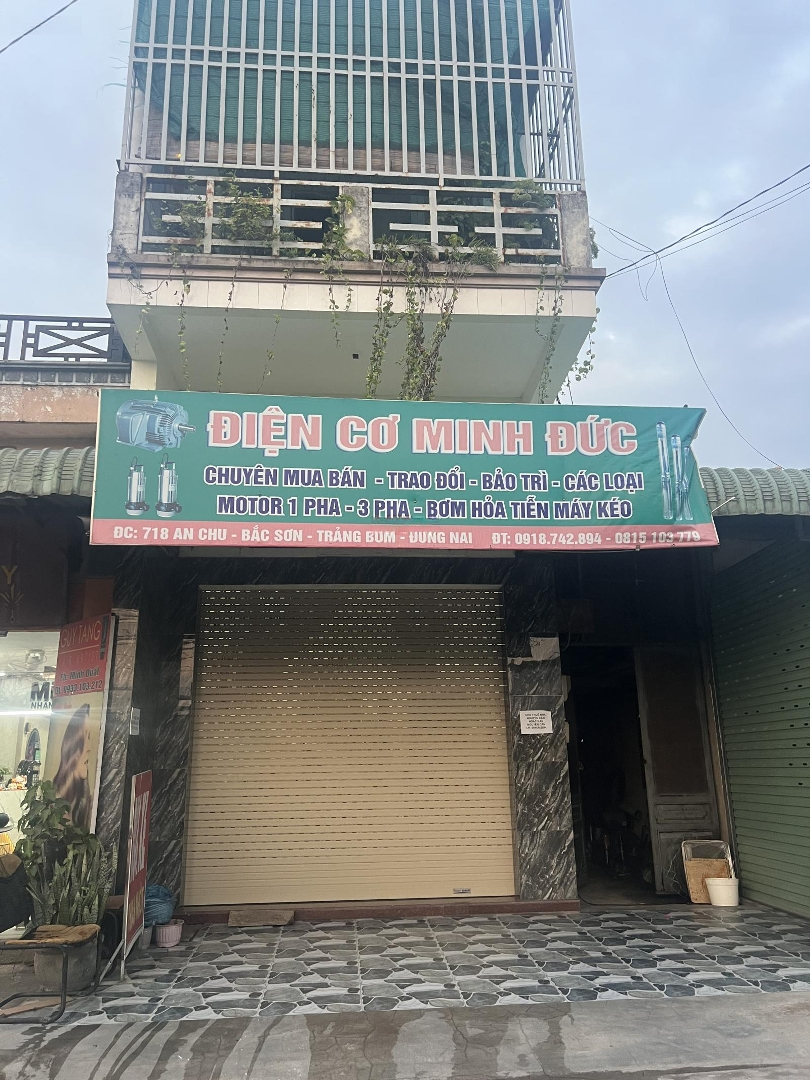 ĐIỆN CƠ MINH ĐỨC
CHUYÊN MUA BÁN - TRAO ĐỔI - BẢO TRÌ - CÁC LOẠI
MOTOR 1 PHA - 3 PHA - BƠM HỎA TIỄN MÁY KÉO
ĐC: 718 AN CHU - BẮC SƠN - TRẢNG BOM - ĐỒNG NAI ĐT: 0918.742.894 - 0815 103 779